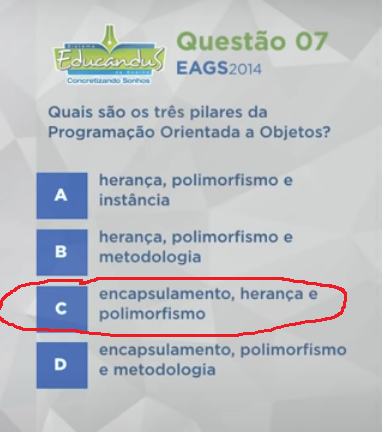 Sistema
EducanduS
de Ensino
Concretizando Sonhos
Questão 07
EAGS2014
Quais são os três pilares da
Programação Orientada a Objetos?
A
herança, polimorfismo e
instância
B
herança, polimorfismo e
metodologia
C
encapsulamento, herança e
polimorfismo
D
encapsulamento, polimorfismo
e metodologia